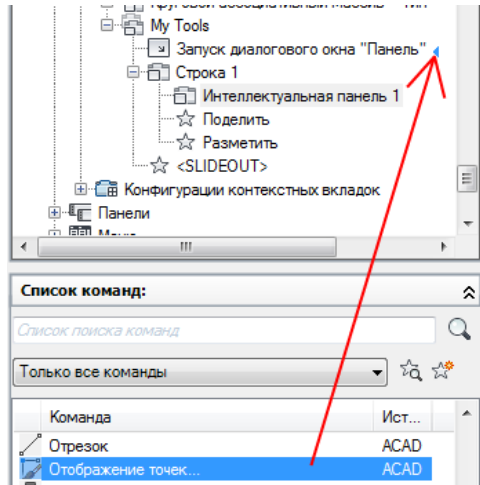 My Tools
Запуск диалогового окна "Панель"
Строка 1
Интеллектуальная панель 1
Поделить
Разметить
<SLIDEOUT>
Конфигурации контекстных вкладок
Панели
Список команд:
Список поиска команд
Только все команды
Команда Ист...
Отрезок ACAD
Отображение точек... ACAD